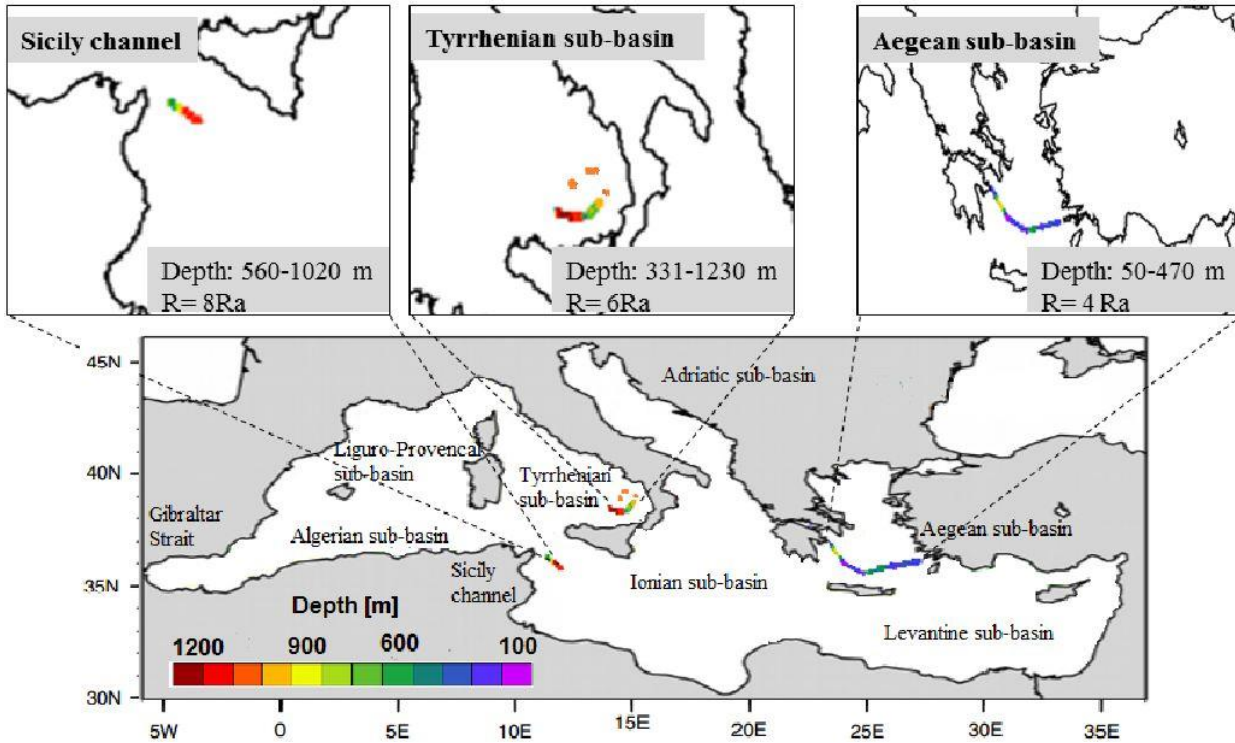 Sicily channel
Depth: 560-1020 m
R= 8Ra
Tyrrhenian sub-basin
Depth: 331-1230 m
R= 6Ra
Aegean sub-basin
Depth: 50-470 m
R= 4 Ra
45N
40N
35N
30N
Adriatic sub-basin
Liguro-Provencal
sub-basin
Tyrrhenian
sub-basin
Gibraltar
Strait
Algerian sub-basin
Aegean sub-basin
Sicily
channel
Ionian sub-basin
Levantine sub-basin
Depth [m]
1200 900 600 100
5W 0 5E 10E 15E 20E 25E 30E 35E